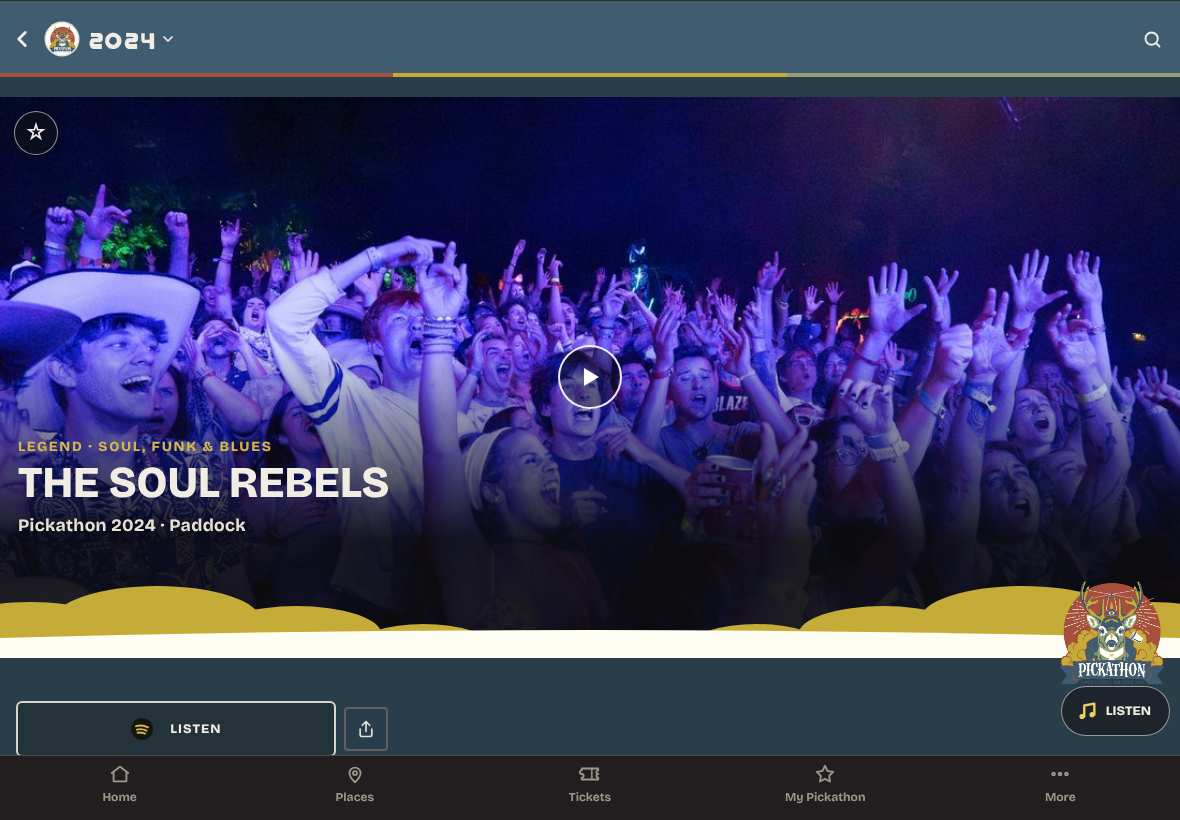 2024
BLAZE
LEGEND · SOUL, FUNK & BLUES
THE SOUL REBELS
Pickathon 2024 · Paddock
PICKATHON
LISTEN
LISTEN
Home
Places
Tickets
My Pickathon
More